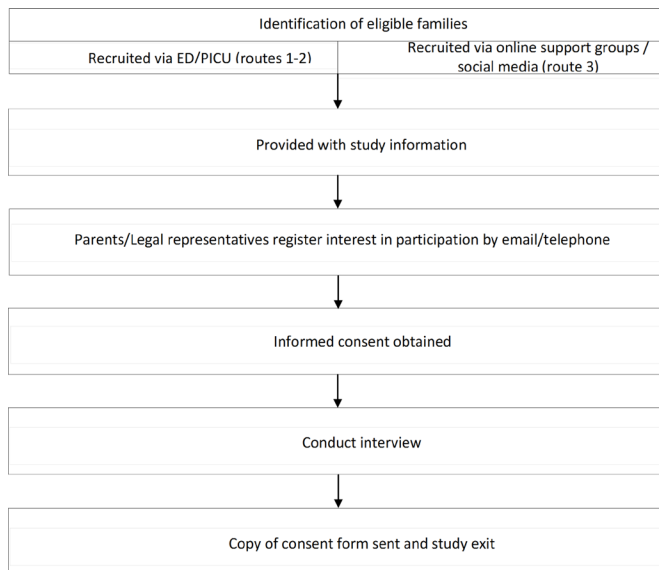 Identification of eligible families
Recruited via ED/PICU (routes 1-2)
Recruited via online support groups /
social media (route 3)
Provided with study information
Parents/Legal representatives register interest in participation by email/telephone
Informed consent obtained
Conduct interview
Copy of consent form sent and study exit